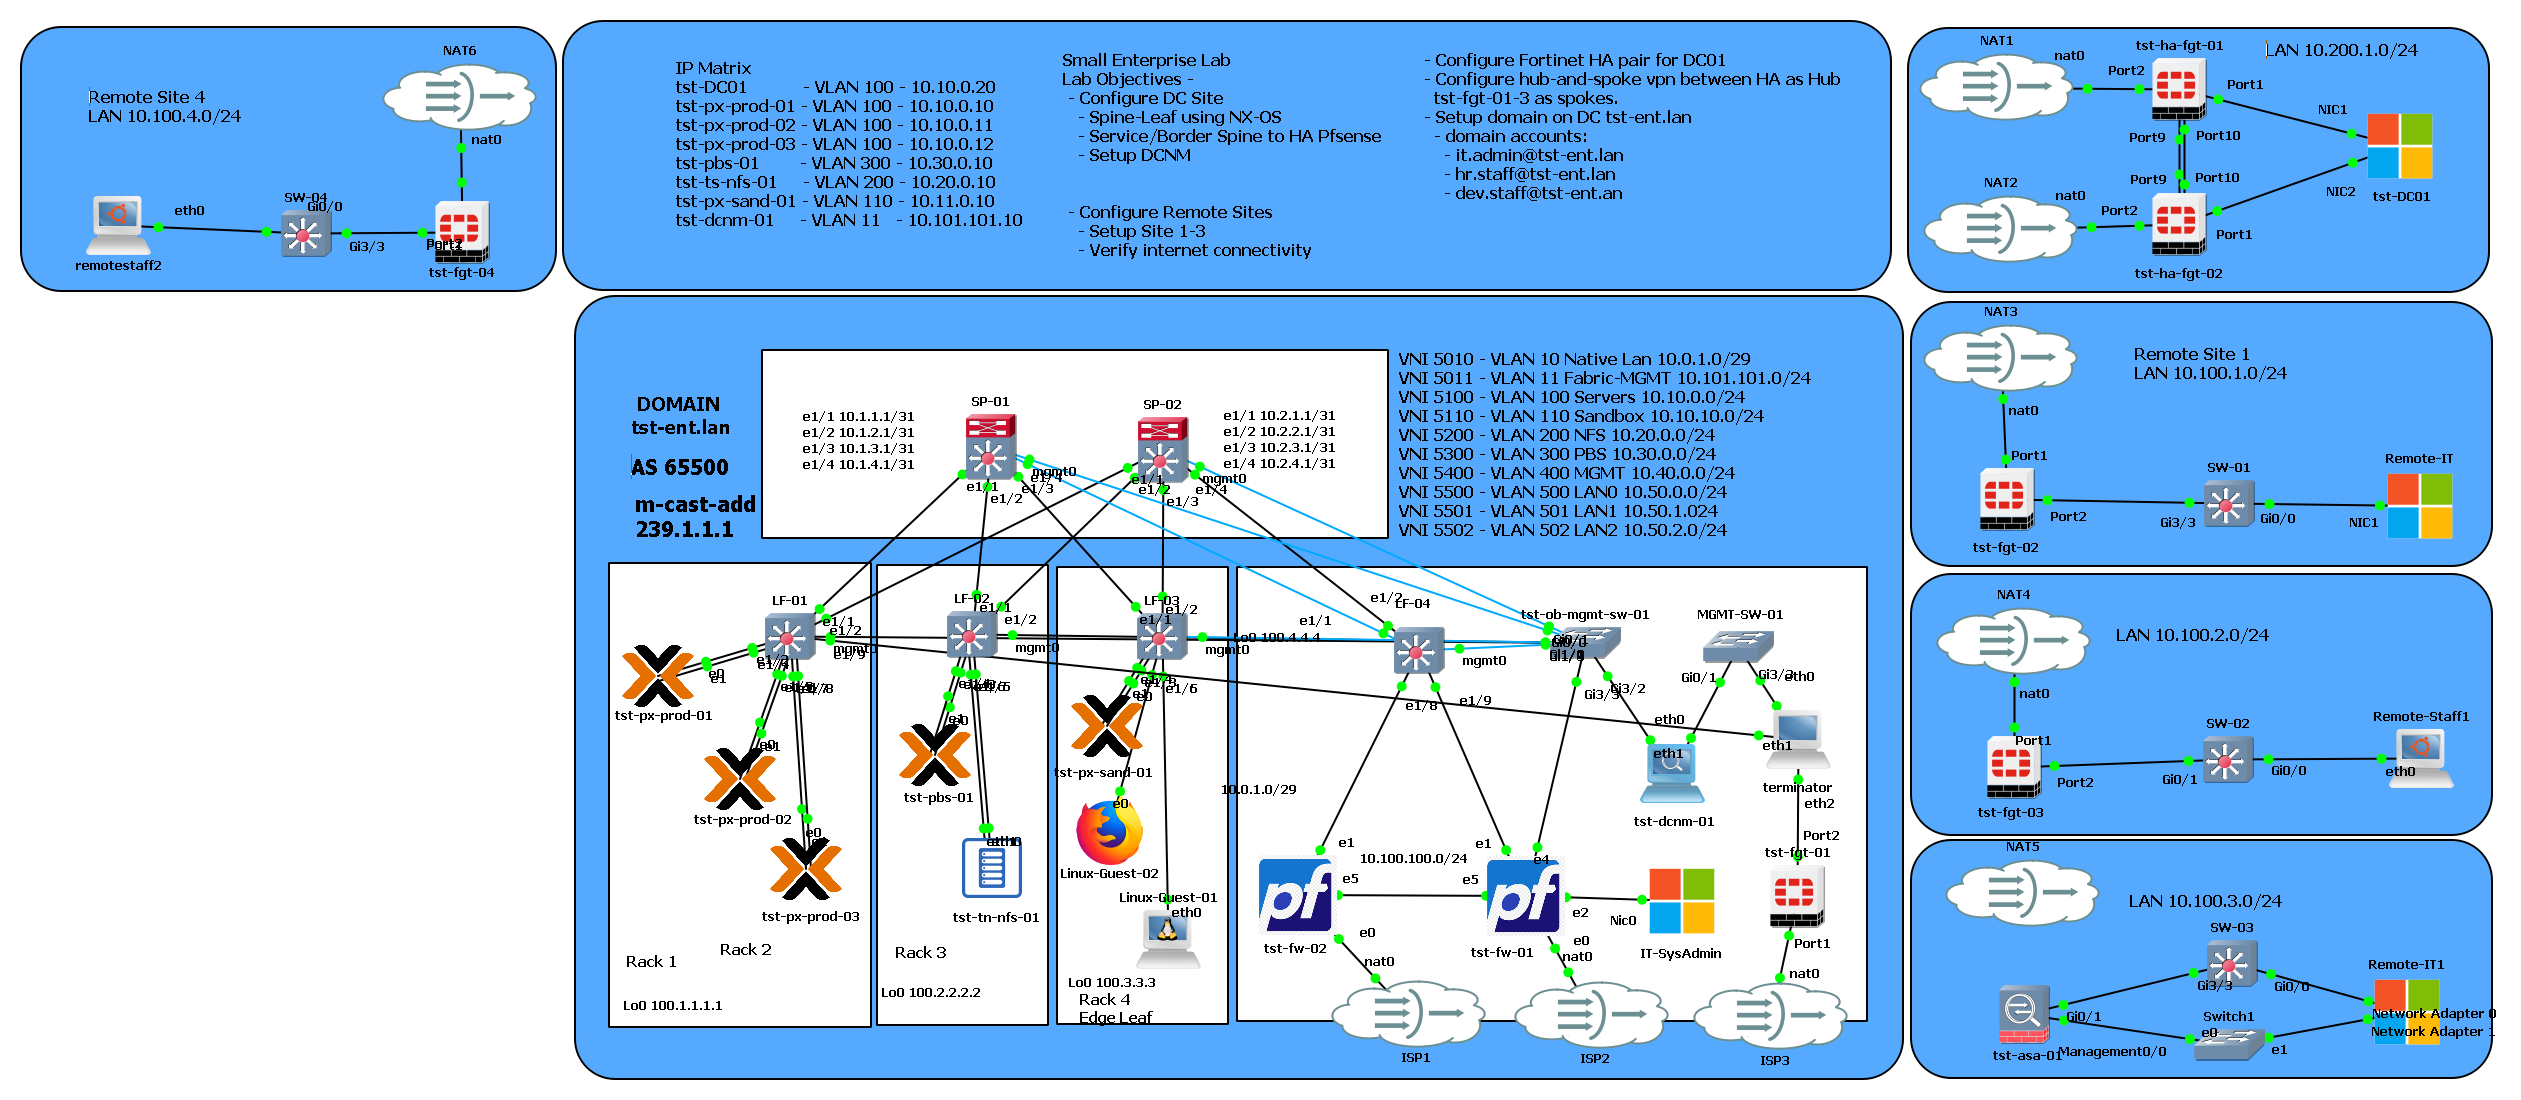 NAT6
Remote Site 4
LAN 10.100.4.0/24
nat0
SW-04
Gi0/0
eth0
Gi3/3
Port1
tst-fgt-04
remotestaff2
IP Matrix
tst-DC01 - VLAN 100 - 10.10.0.20
tst-px-prod-01 - VLAN 100 - 10.10.0.10
tst-px-prod-02 - VLAN 100 - 10.10.0.11
tst-px-prod-03 - VLAN 100 - 10.10.0.12
tst-pbs-01 - VLAN 300 - 10.30.0.10
tst-ts-nfs-01 - VLAN 200 - 10.20.0.10
tst-px-sand-01 - VLAN 110 - 10.11.0.10
tst-dcnm-01 - VLAN 11 - 10.101.101.10
Small Enterprise Lab
Lab Objectives -
- Configure DC Site
- Spine-Leaf using NX-OS
- Service/Border Spine to HA Pfsense
- Setup DCNM
- Configure Remote Sites
- Setup Site 1-3
- Verify internet connectivity
- Configure Fortinet HA pair for DC01
- Configure hub-and-spoke vpn between HA as Hub
tst-fgt-01-3 as spokes.
- Setup domain on DC tst-ent.lan
- domain accounts:
- it.admin@tst-ent.lan
- hr.staff@tst-ent.lan
- dev.staff@tst-ent.an
NAT1
nat0
tst-ha-fgt-01
LAN 10.200.1.0/24
Port2
Port1
NIC1
Port9
Port10
Port9
Port10
NAT2
nat0
Port2
Port1
NIC2
tst-DC01
tst-ha-fgt-02
NAT3
Remote Site 1
LAN 10.100.1.0/24
nat0
Port1
SW-01
Remote-IT
Port2
Gi3/3
Gi0/0
NIC1
tst-fgt-02
NAT4
LAN 10.100.2.0/24
nat0
Port1
SW-02
Remote-Staff1
Port2
Gi0/1
Gi0/0
eth0
tst-fgt-03
NAT5
LAN 10.100.3.0/24
SW-03
Remote-IT1
Gi3/3
Gi0/0
Gi0/1
Switch1
Network Adapter 0
Network Adapter 1
e0
e1
tst-asa-01
Management0/0
DOMAIN
tst-ent.lan
AS 65500
m-cast-add
239.1.1.1
SP-01
SP-02
e1/1 10.1.1.1/31
e1/2 10.1.2.1/31
e1/3 10.1.3.1/31
e1/4 10.1.4.1/31
e1/1 10.2.1.1/31
e1/2 10.2.2.1/31
e1/3 10.2.3.1/31
e1/4 10.2.4.1/31
mgmt0
e1/4
e1/1
e1/2
e1/3
mgmt0
e1/1
e1/2
e1/3
e1/4
VNI 5010 - VLAN 10 Native Lan 10.0.1.0/29
VNI 5011 - VLAN 11 Fabric-MGMT 10.101.101.0/24
VNI 5100 - VLAN 100 Servers 10.10.0.0/24
VNI 5110 - VLAN 110 Sandbox 10.10.10.0/24
VNI 5200 - VLAN 200 NFS 10.20.0.0/24
VNI 5300 - VLAN 300 PBS 10.30.0.0/24
VNI 5400 - VLAN 400 MGMT 10.40.0.0/24
VNI 5500 - VLAN 500 LAN0 10.50.0.0/24
VNI 5501 - VLAN 501 LAN1 10.50.1.024
VNI 5502 - VLAN 502 LAN2 10.50.2.0/24
LF-01
e1/1
e1/2
mgmt0
e1/9
e0
e1
tst-px-prod-01
e0
e1
tst-px-prod-02
e0
tst-px-prod-03
Rack 1
Rack 2
Lo0 100.1.1.1.1
LF-02
e1/1
e1/2
mgmt0
e1
e0
tst-pbs-01
tst-tn-nfs-01
Rack 3
Lo0 100.2.2.2.2
LF-03
e1/2
e1/1
mgmt0
e1/6
e1
e0
tst-px-sand-01
e0
Linux-Guest-02
Linux-Guest-01
eth0
Lo0 100.3.3.3
Rack 4
Edge Leaf
e1/2
LF-04
e1/1
Lo0 100.4.4.4
mgmt0
e1/8
e1/9
tst-ob-mgmt-sw-01
Gi0/1
Gi0/0
Gi3/3
Gi3/2
MGMT-SW-01
Gi0/1
Gi3/3
eth0
eth0
eth1
eth1
terminator
eth2
tst-dcnm-01
10.0.1.0/29
e1
e1
e4
10.100.100.0/24
e5
e5
e2
Nic0
Port2
tst-fgt-01
Port1
tst-fw-02
tst-fw-01
IT-SysAdmin
e0
nat0
e0
nat0
nat0
ISP1
ISP2
ISP3